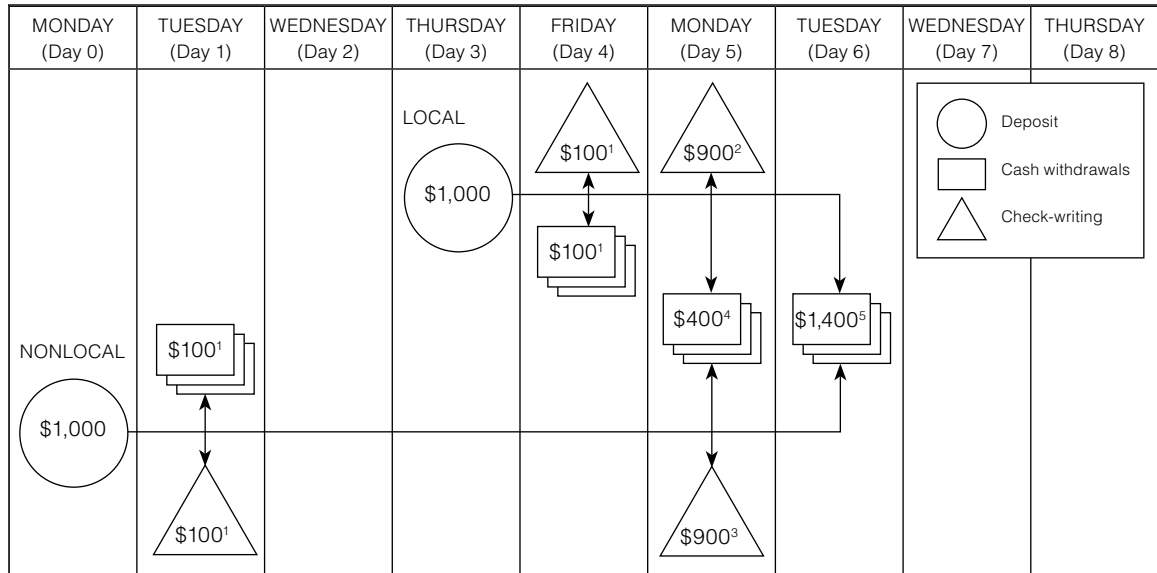 MONDAY
(Day 0)
TUESDAY
(Day 1)
WEDNESDAY
(Day 2)
THURSDAY
(Day 3)
FRIDAY
(Day 4)
MONDAY
(Day 5)
TUESDAY
(Day 6)
WEDNESDAY
(Day 7)
THURSDAY
(Day 8)
LOCAL
$1,000
$100¹
$100¹
$900²
Deposit
Cash withdrawals
Check-writing
$400⁴
$1,400⁵
NONLOCAL
$1,000
$100¹
$100¹
$900³